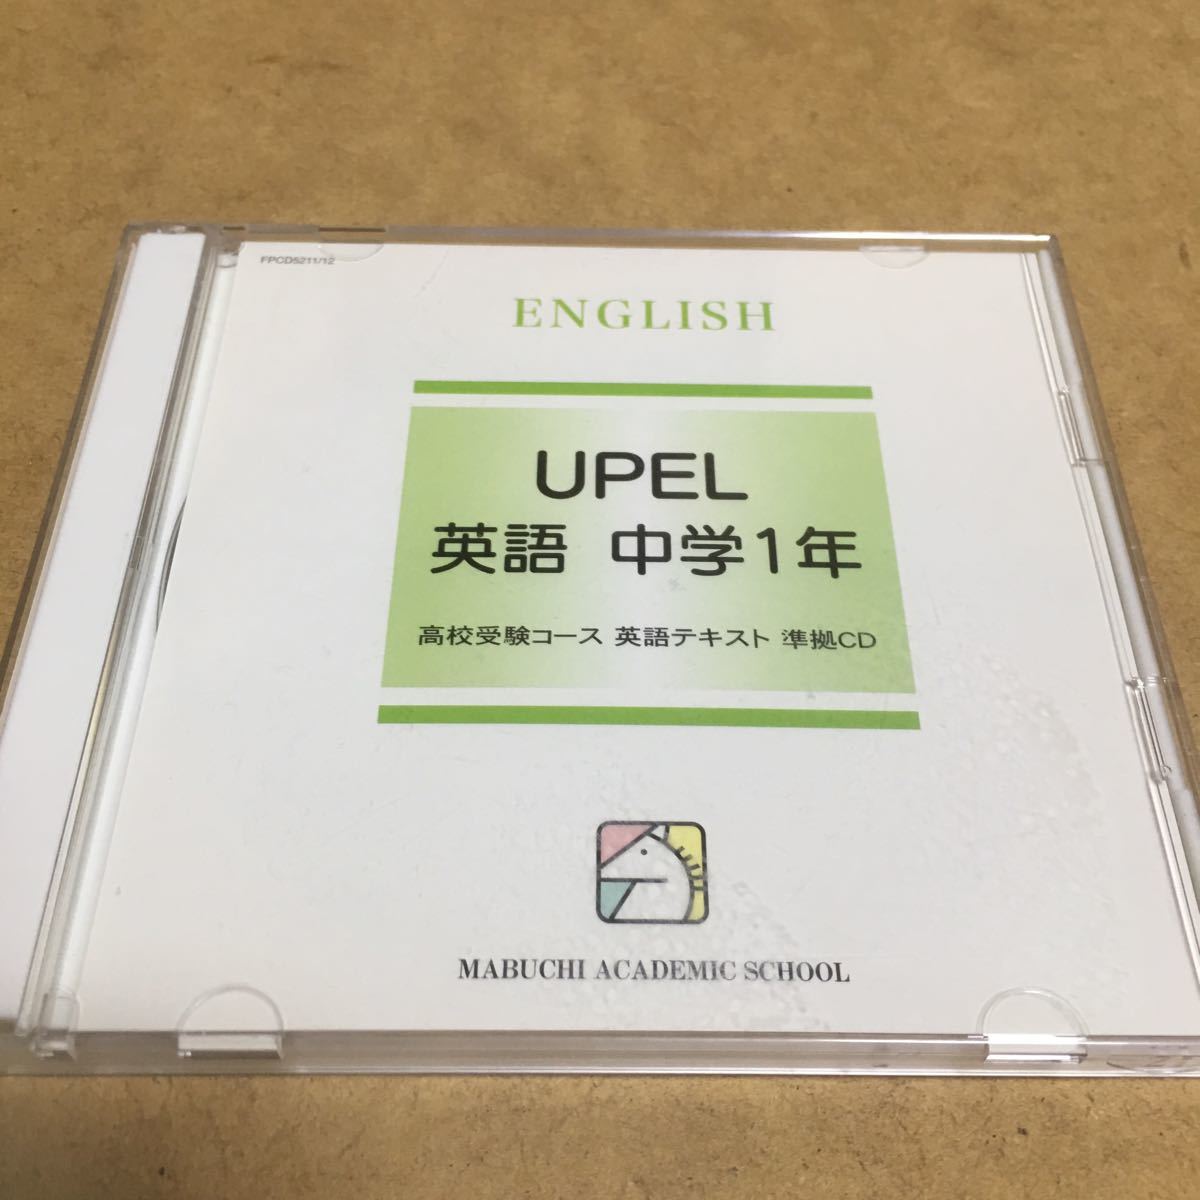 FPCD5211/12
ENGLISH
UPEL
英語 中学1年
高校受験コース 英語テキスト 準拠CD
MABUCHI ACADEMIC SCHOOL